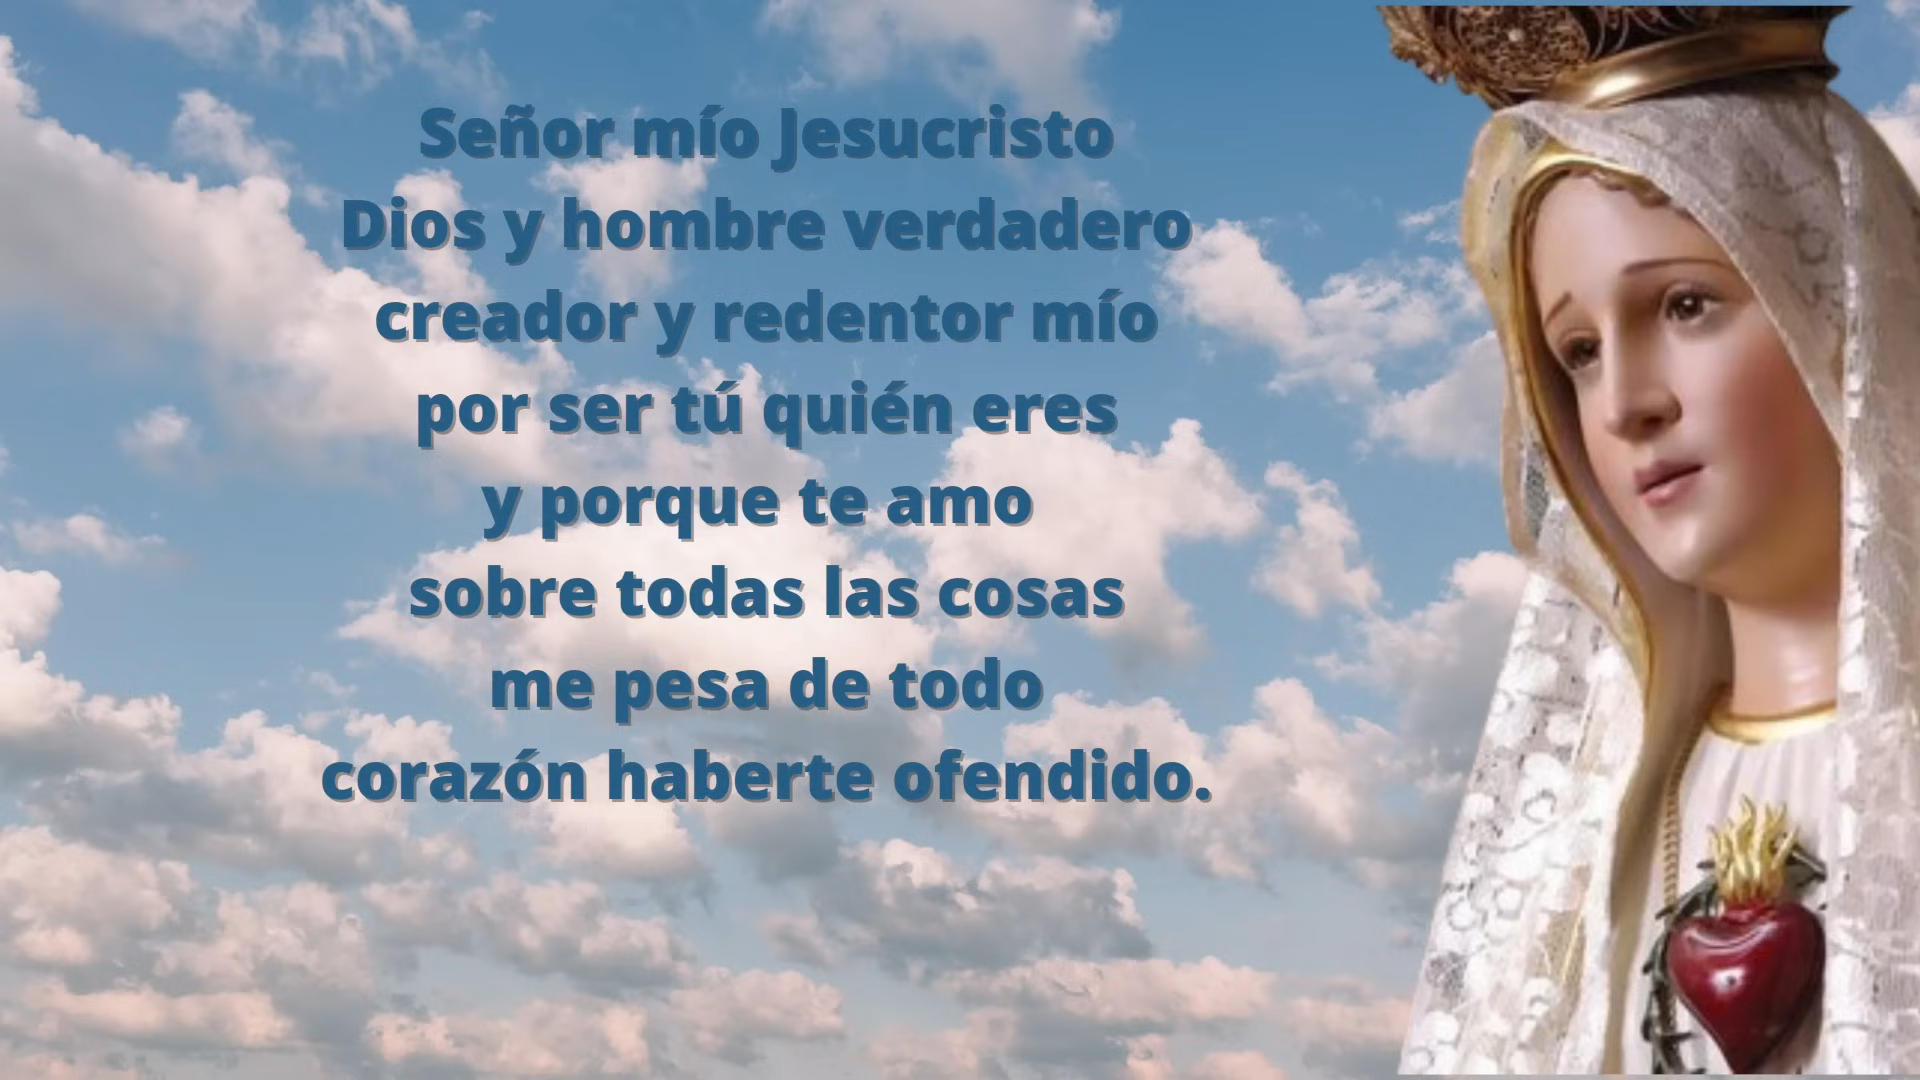 Señor mío Jesucristo
Dios y hombre verdadero
creador y redentor mío
por ser tú quién eres
y porque te amo
sobre todas las cosas
me pesa de todo
corazón haberte ofendido.